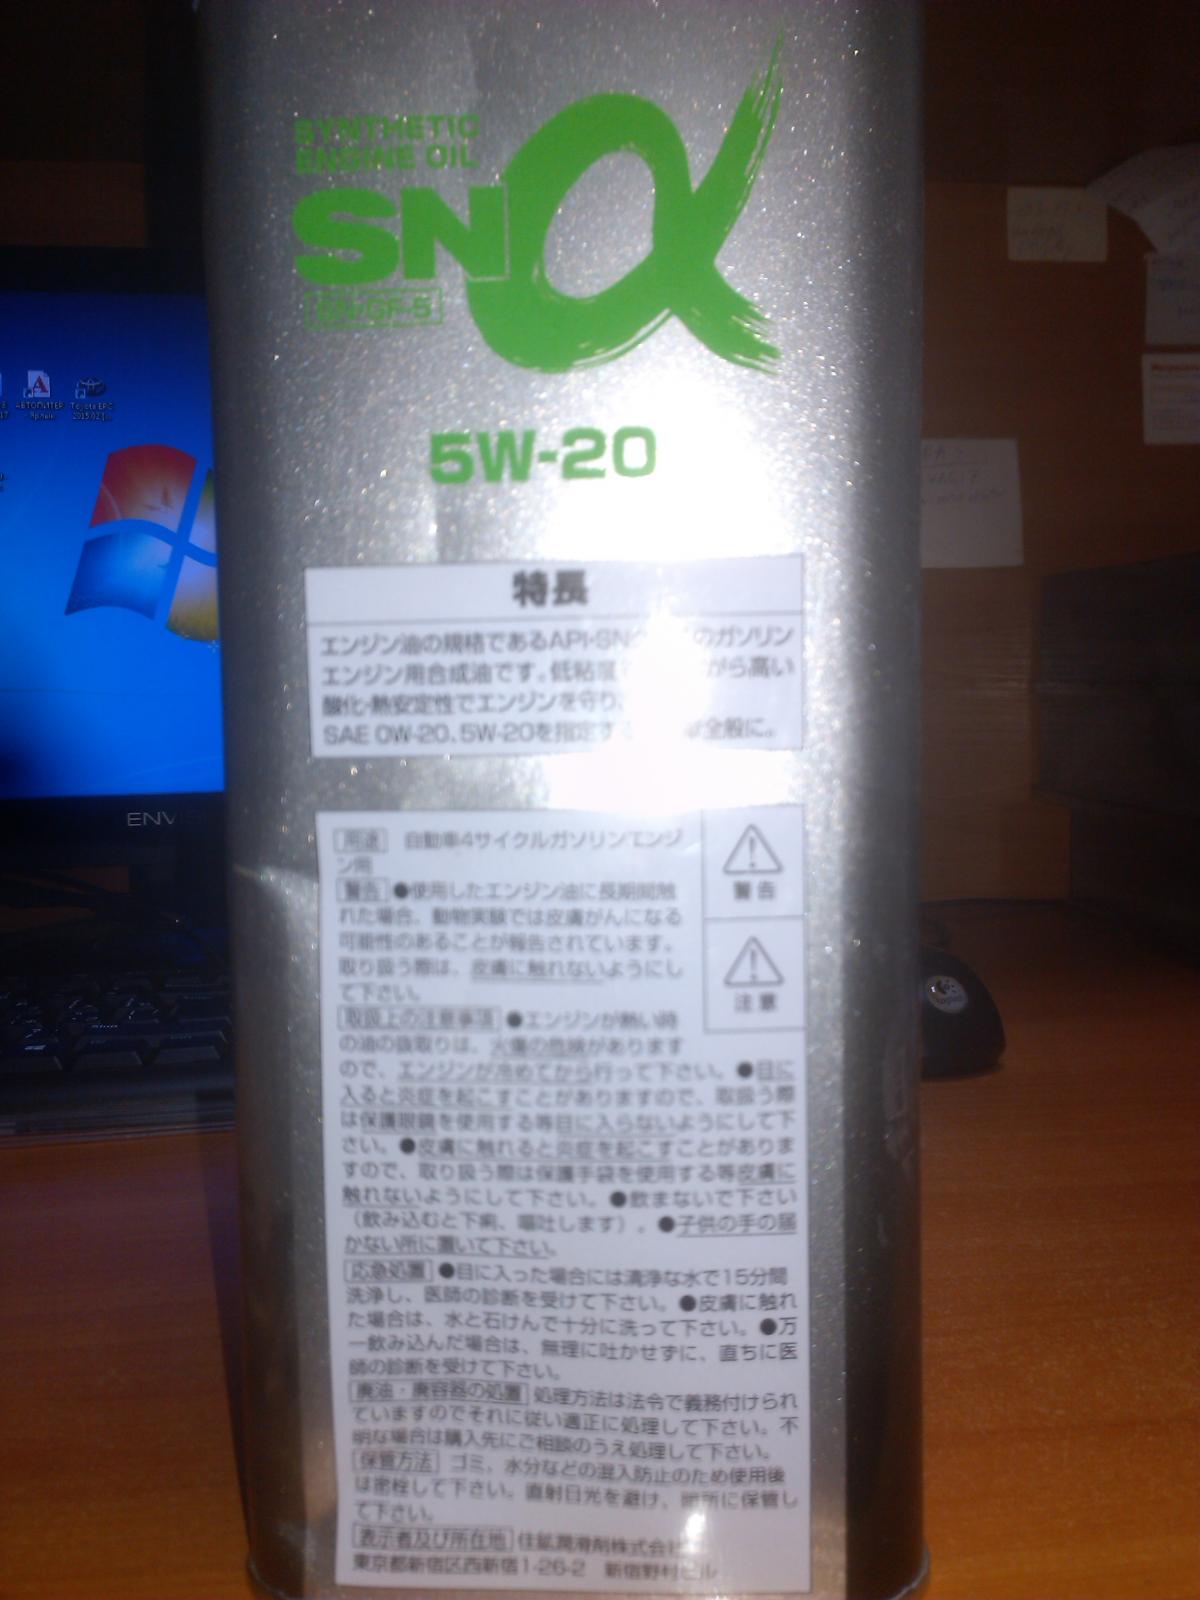 SYNTHETIC
ENGINE OIL
SNα
SN・GF-5
5W-20
特長
エンジン油の規格であるAPI・SN のガソリン
エンジン用合成油です。低粘度 がら高い
酸化・熱安定性でエンジンを守り、
SAE 0W-20、5W-20を指定す 全般に。
用途 自動車4サイクルガソリンエンジ
ン用
警告 ●使用したエンジン油に長期間触
れた場合、動物実験では皮膚がんになる
可能性のあることが報告されています。
取り扱う際は、皮膚に触れないようにし
て下さい。
警告
注意
取扱上の注意事項 ●エンジンが熱い時
の油の抜取りは、火傷の危険があります
ので、エンジンが冷めてから行って下さい。●目に
入ると炎症を起こすことがありますので、取扱う際
は保護眼鏡を使用する等目に入らないようにして下
さい。●皮膚に触れると炎症を起こすことがありま
すので、取り扱う際は保護手袋を使用する等皮膚に
触れないようにして下さい。●飲まないで下さい
（飲み込むと下痢、嘔吐します）。●子供の手の届
かない所に置いて下さい。
応急処置 ●目に入った場合には清浄な水で15分間
洗浄し、医師の診断を受けて下さい。●皮膚に触れ
た場合は、水と石けんで十分に洗って下さい。●万
一飲み込んだ場合は、無理に吐かせずに、直ちに医
師の診断を受けて下さい。
廃油・廃容器の処置 処理方法は法令で義務付けられ
ていますのでそれに従い適正に処理して下さい。不
明な場合は購入先にご相談のうえ処理して下さい。
保管方法 ゴミ、水分などの混入防止のため使用後
は密栓して下さい。直射日光を避け、暗所に保管し
て下さい。
表示者及び所在地 住鉱潤滑剤株式会社
東京都新宿区西新宿1-26-2 新宿野村ビル
АВТОПИТЕР
- Ярлык
Toyota EPC
ENVIS
Logitech